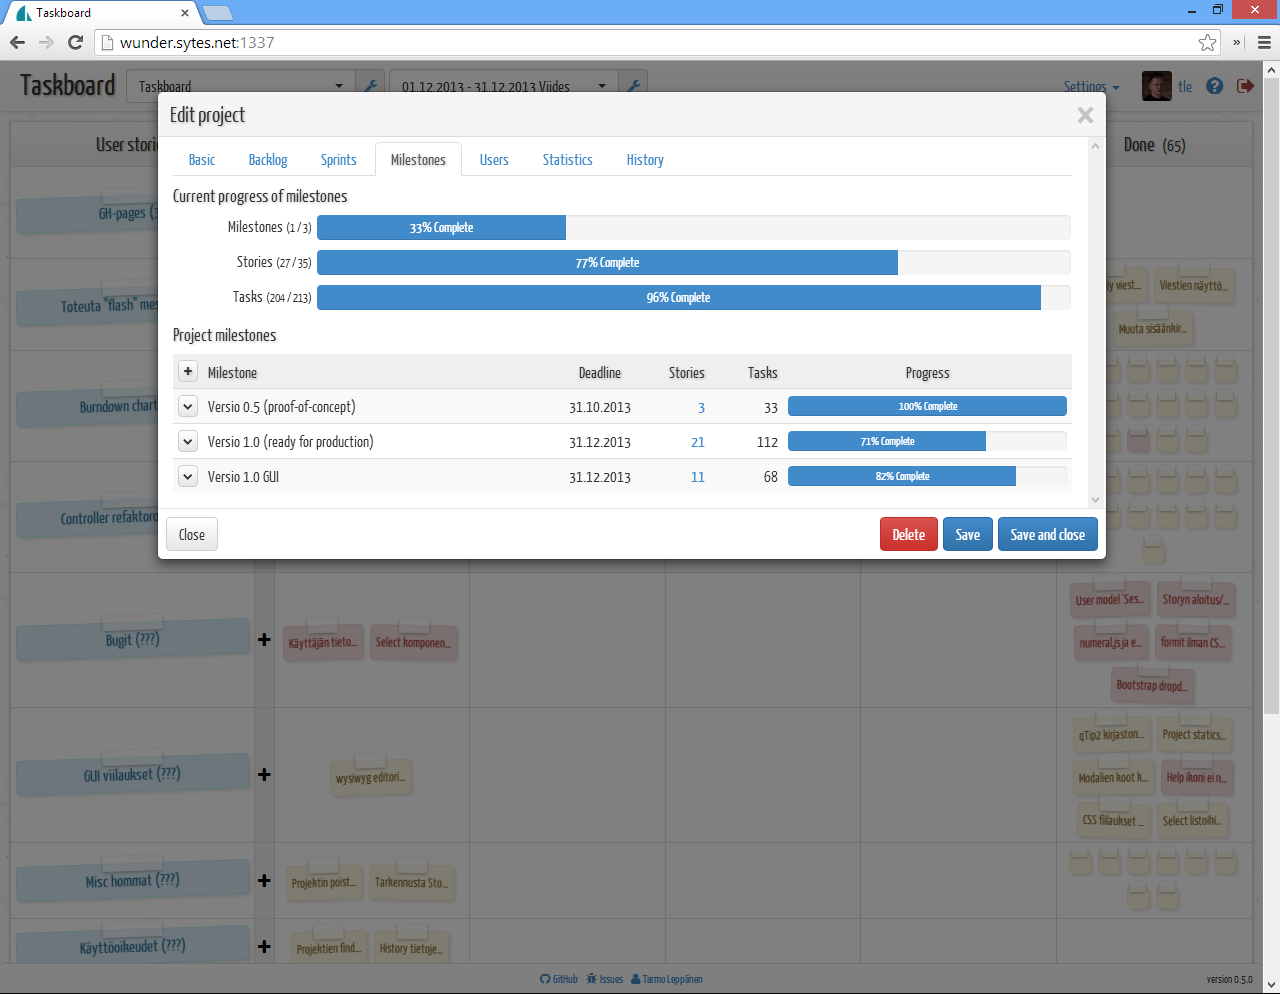 Taskboard
wunder.sytes.net:1337
Taskboard
Taskboard
01.12.2013 - 31.12.2013 Viides
Settings
tle
Edit project
Basic
Backlog
Sprints
Milestones
Users
Statistics
History
Current progress of milestones
Milestones (1 / 3)
33% Complete
Stories (27 / 35)
77% Complete
Tasks (204 / 213)
96% Complete
Project milestones
Milestone Deadline Stories Tasks Progress
Versio 0.5 (proof-of-concept) 31.10.2013 3 33 100% Complete
Versio 1.0 (ready for production) 31.12.2013 21 112 71% Complete
Versio 1.0 GUI 31.12.2013 11 68 82% Complete
Close
Delete
Save
Save and close
User stori
Done (65)
GH-pages (
Toteuta "flash" mes
ly viest...
Viestien näyttö...
Muuta sisäänkir...
Burndown chart
Controller refaktoro
Bugit (???)
Käyttäjän tieto...
Select komponen...
User model 'Ses...
Storyn aloitus/...
numeral.js ja e...
formit ilman CS...
Bootstrap dropd...
GUI viilaukset (???)
wysiwyg editori...
qTip2 kirjaston...
Project statics...
Modalien koot k...
Help ikoni ei n...
CSS fiilaukset ...
Select listoihi...
Misc hommat (???)
Projektin poist...
Tarkennusta Sto...
Käyttöoikeudet (???)
Projektien find...
History tietoje...
GitHub
Issues
Tarmo Leppänen
version 0.5.0